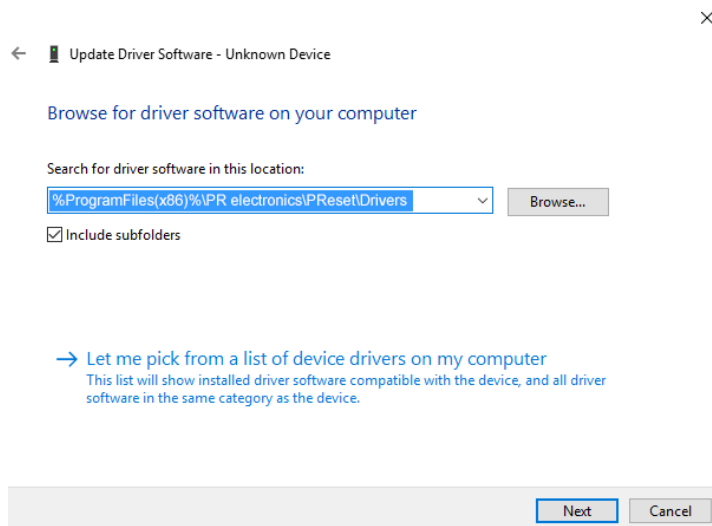 Update Driver Software - Unknown Device
Browse for driver software on your computer
Search for driver software in this location:
%ProgramFiles(x86)%\PR electronics\PReset\Drivers
Browse...
Include subfolders
Let me pick from a list of device drivers on my computer
This list will show installed driver software compatible with the device, and all driver
software in the same category as the device.
Next
Cancel